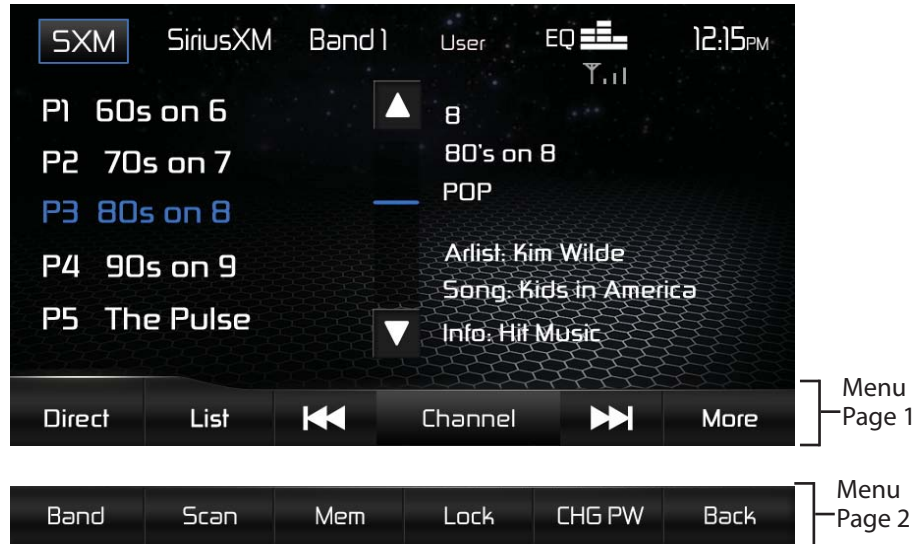 SXM SiriusXM Band 1 User EQ 12:15PM
P1 60s on 6
P2 70s on 7
P3 80s on 8
P4 90s on 9
P5 The Pulse
8
80's on 8
POP
Artist: Kim Wilde
Song: Kids in America
Info: Hit Music
Direct List Channel More
Menu
Page 1
Band Scan Mem Lock CHG PW Back
Menu
Page 2